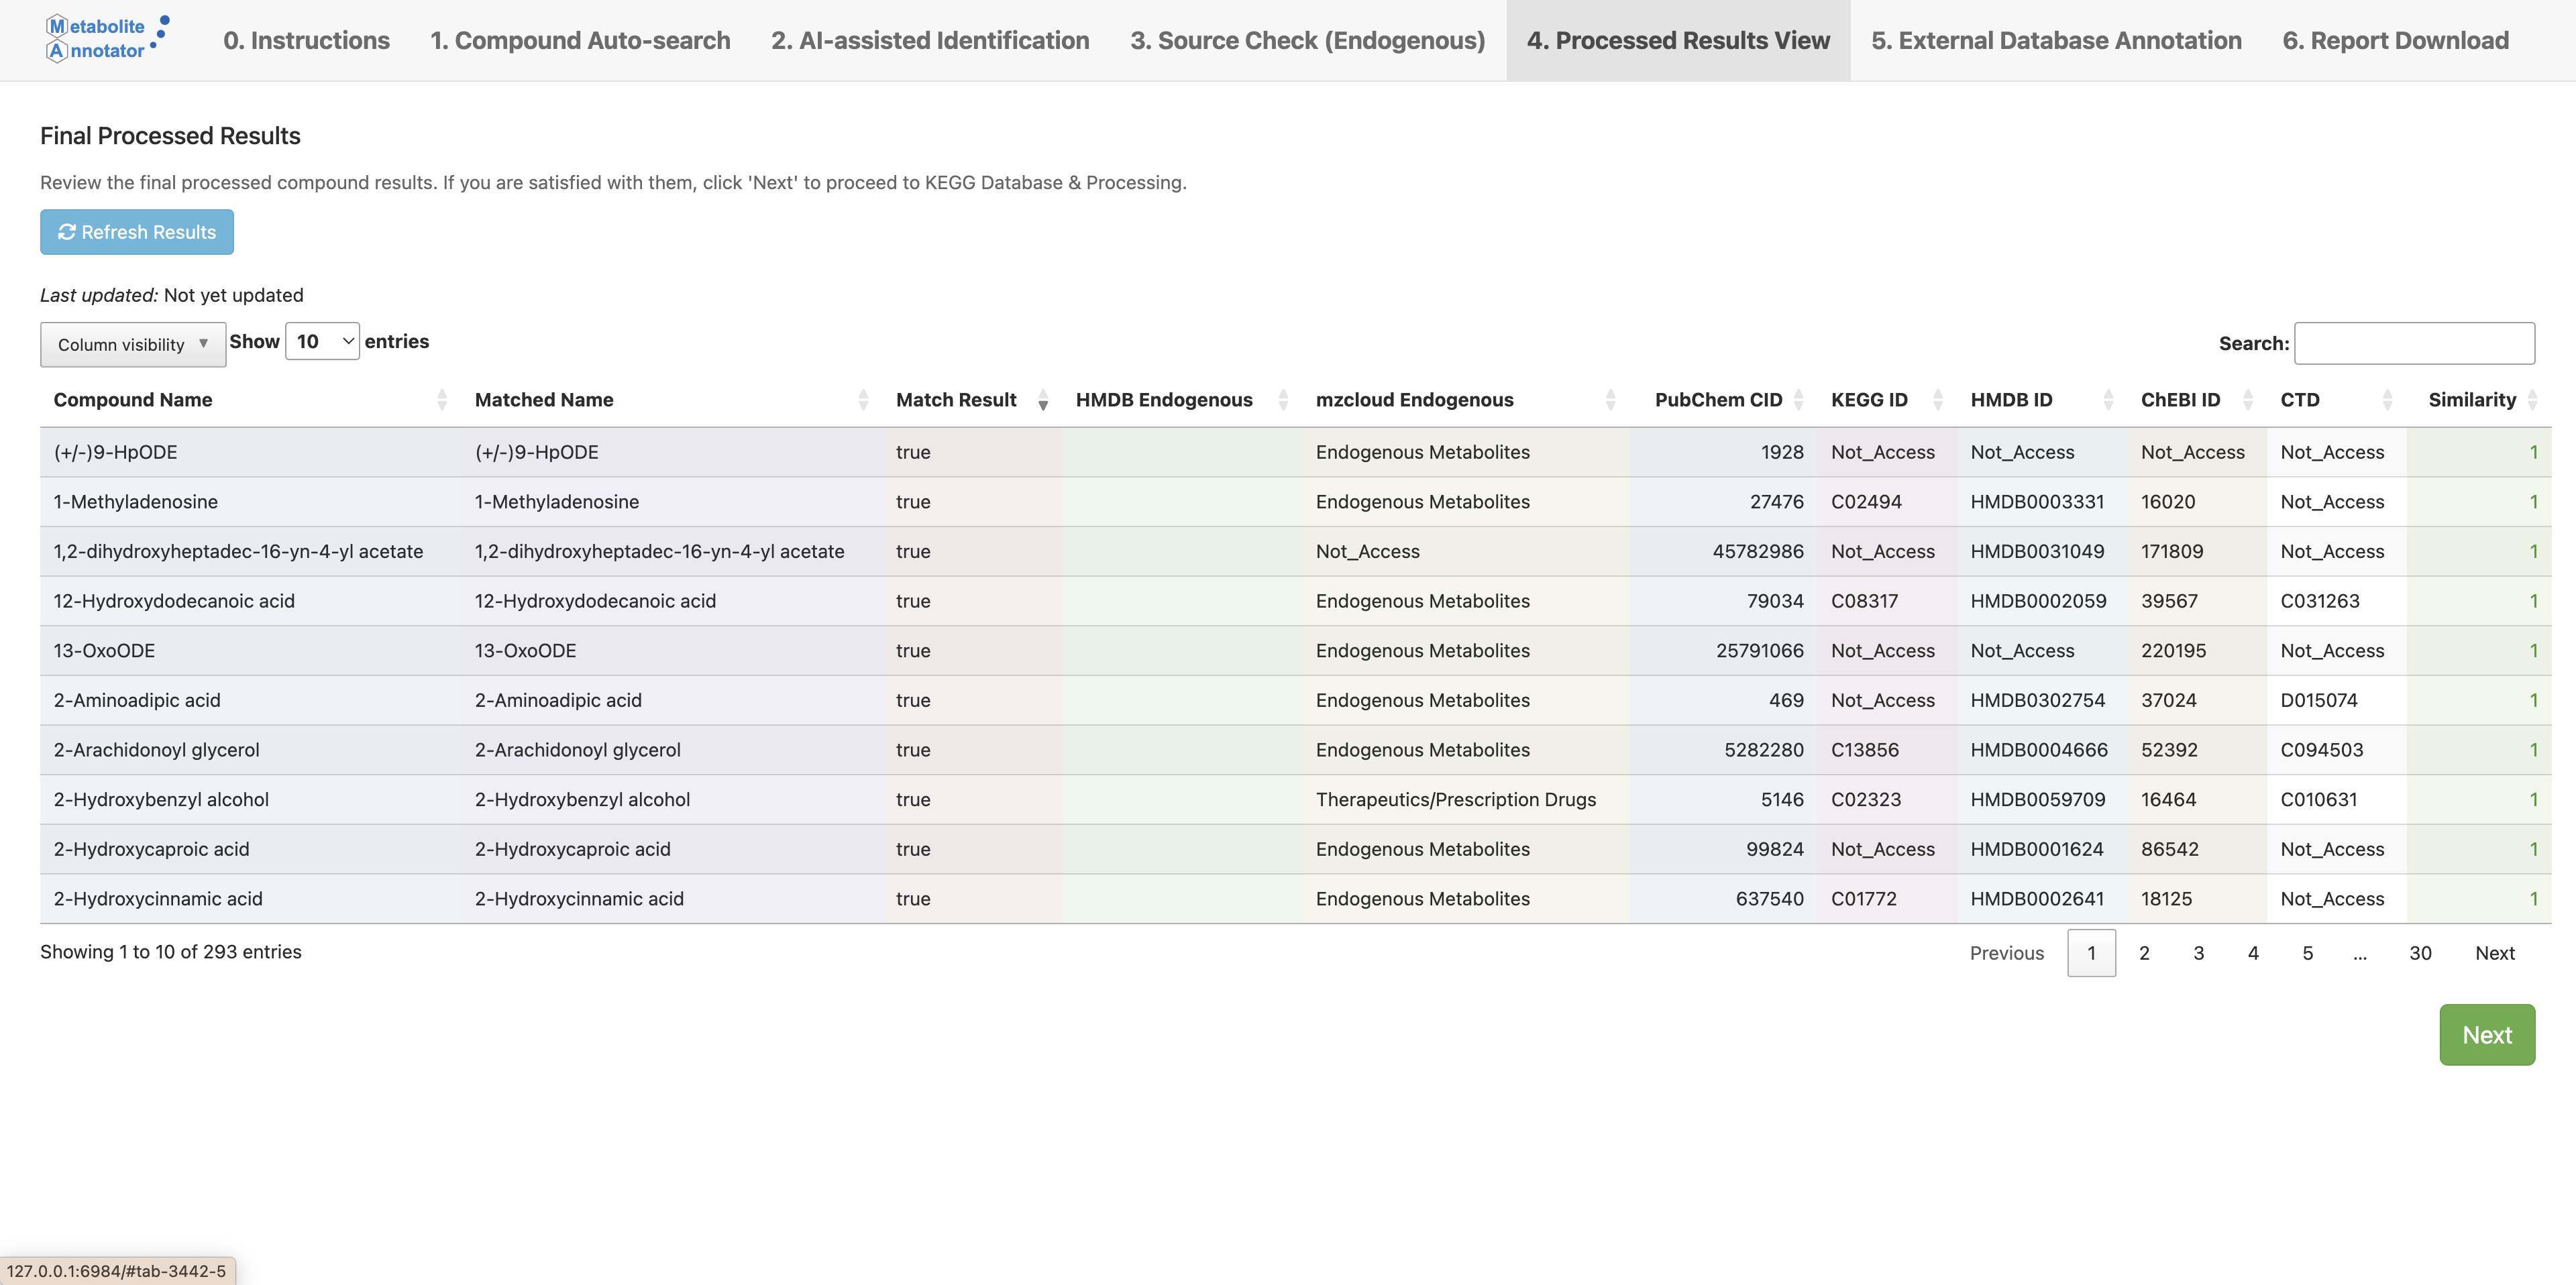 Metabolite
Annotator
0. Instructions 1. Compound Auto-search 2. AI-assisted Identification 3. Source Check (Endogenous) 4. Processed Results View 5. External Database Annotation 6. Report Download
Final Processed Results
Review the final processed compound results. If you are satisfied with them, click 'Next' to proceed to KEGG Database & Processing.
Refresh Results
Last updated: Not yet updated
Column visibility ▼ Show 10 entries Search:
Compound Name Matched Name Match Result HMDB Endogenous mzcloud Endogenous PubChem CID KEGG ID HMDB ID ChEBI ID CTD Similarity
(+/-)9-HpODE (+/-)9-HpODE true Endogenous Metabolites 1928 Not_Access Not_Access Not_Access Not_Access 1
1-Methyladenosine 1-Methyladenosine true Endogenous Metabolites 27476 C02494 HMDB0003331 16020 Not_Access 1
1,2-dihydroxyheptadec-16-yn-4-yl acetate 1,2-dihydroxyheptadec-16-yn-4-yl acetate true Not_Access 45782986 Not_Access HMDB0031049 171809 Not_Access 1
12-Hydroxydodecanoic acid 12-Hydroxydodecanoic acid true Endogenous Metabolites 79034 C08317 HMDB0002059 39567 C031263 1
13-OxoODE 13-OxoODE true Endogenous Metabolites 25791066 Not_Access Not_Access 220195 Not_Access 1
2-Aminoadipic acid 2-Aminoadipic acid true Endogenous Metabolites 469 Not_Access HMDB0302754 37024 D015074 1
2-Arachidonoyl glycerol 2-Arachidonoyl glycerol true Endogenous Metabolites 5282280 C13856 HMDB0004666 52392 C094503 1
2-Hydroxybenzyl alcohol 2-Hydroxybenzyl alcohol true Therapeutics/Prescription Drugs 5146 C02323 HMDB0059709 16464 C010631 1
2-Hydroxycaproic acid 2-Hydroxycaproic acid true Endogenous Metabolites 99824 Not_Access HMDB0001624 86542 Not_Access 1
2-Hydroxycinnamic acid 2-Hydroxycinnamic acid true Endogenous Metabolites 637540 C01772 HMDB0002641 18125 Not_Access 1
Showing 1 to 10 of 293 entries Previous 1 2 3 4 5 ... 30 Next
Next
127.0.0.1:6984/#tab-3442-5